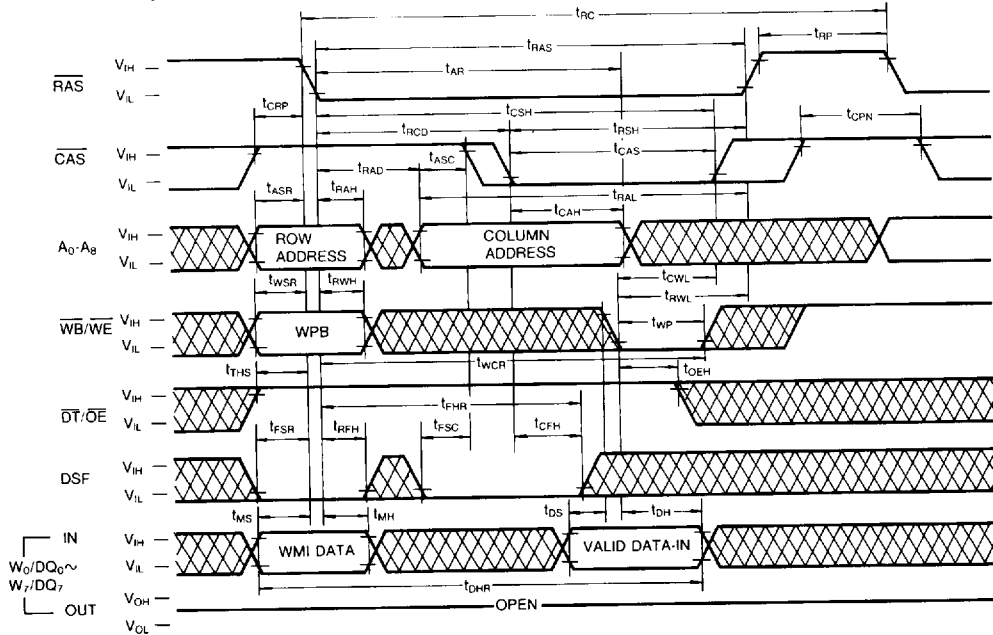 tRC
tRP
tRAS
tAR
VIH
RAS
VIL
tCRP
tCSH
tCPN
tRCD
tRSH
VIH
CAS
tASC
tCAS
VIL
tRAD
tRAL
tASR
tRAH
tCAH
VIH
A0-A8
ROW ADDRESS
COLUMN ADDRESS
VIL
tCWL
tWSR
tRWH
tRWL
VIH
WB/WE
WPB
tWP
VIL
tWCR
tTHS
tOEH
VIH
DT/OE
tFHR
VIL
tFSR
tRFH
tFSC
tCFH
VIH
DSF
VIL
tMS
tMH
tDS
tDH
IN
VIH
WMI DATA
VALID DATA-IN
W0/DQ0~
VIL
W7/DQ7
tDHR
OUT
VOH
OPEN
VOL